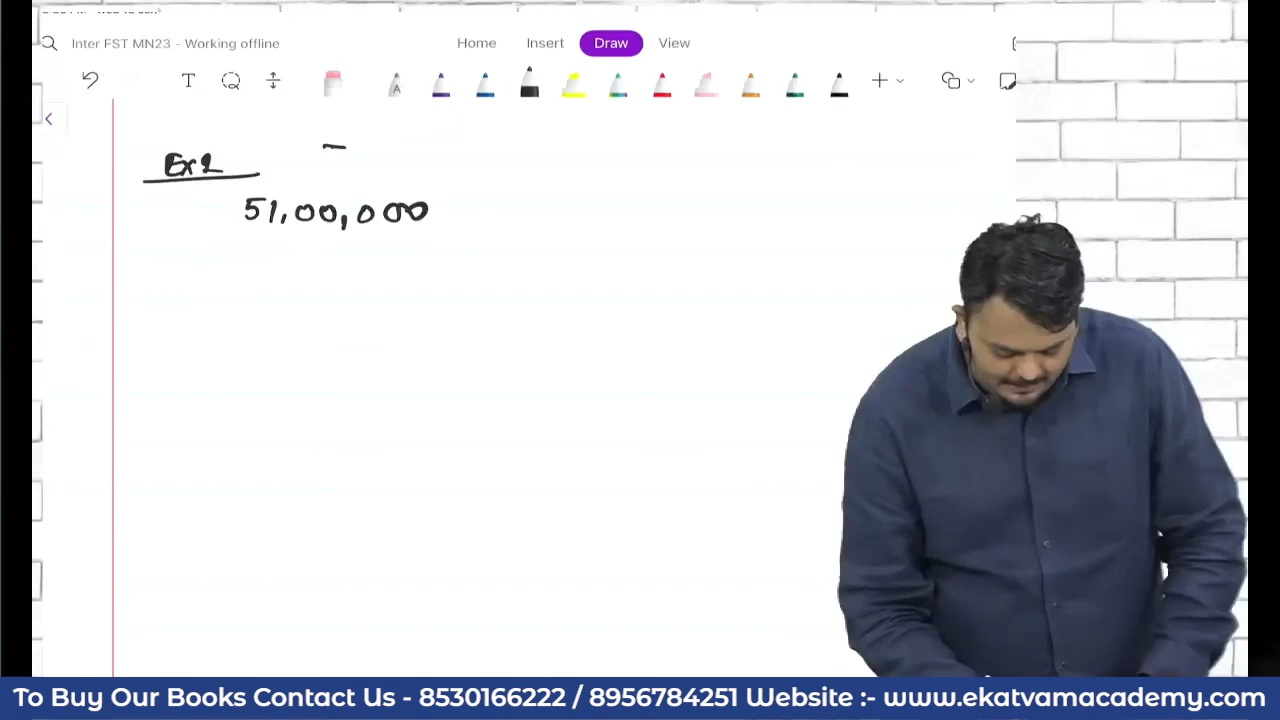 Inter FST MN23 - Working offline
Home Insert Draw View
T
A
Ex 1
51,00,000
To Buy Our Books Contact Us - 8530166222 / 8956784251 Website :- www.ekatvamacademy.com